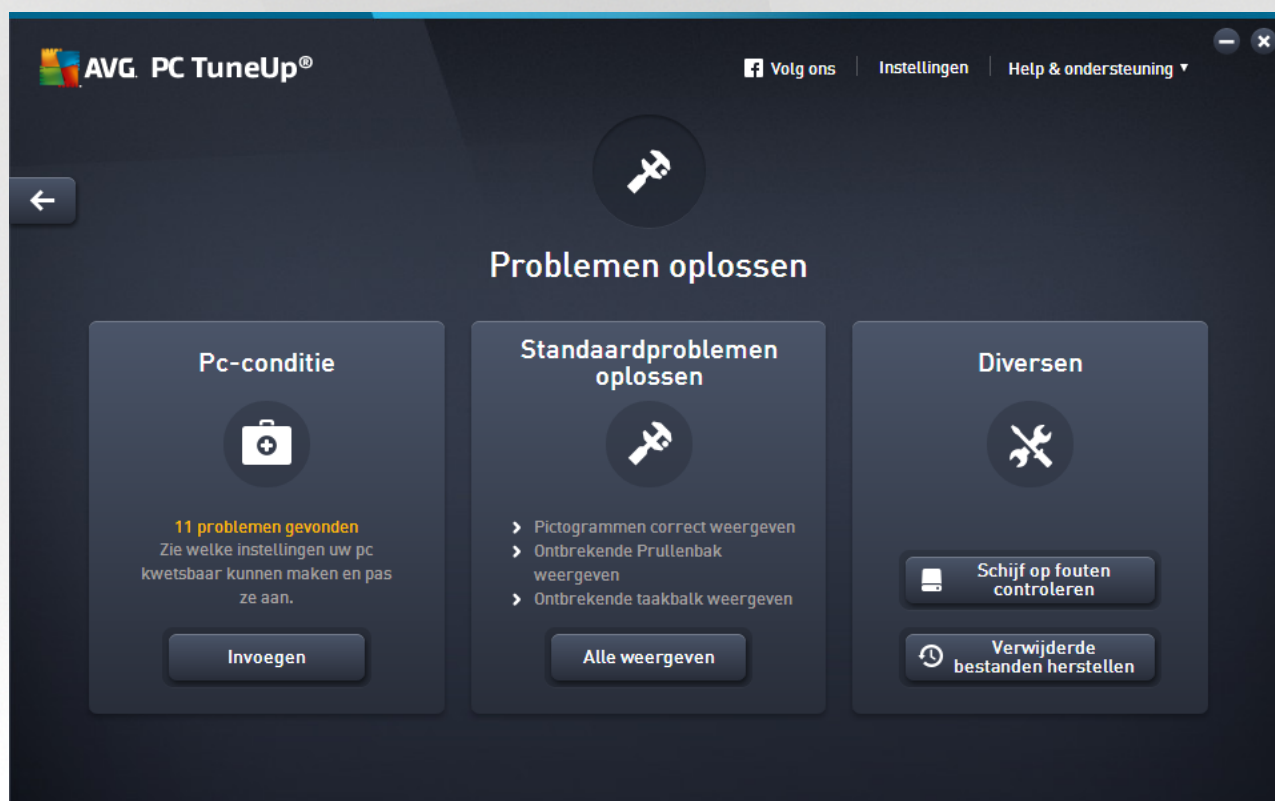 AVG. PC TuneUp®
Volg ons
Instellingen
Help & ondersteuning
Problemen oplossen
Pc-conditie
11 problemen gevonden
Zie welke instellingen uw pc
kwetsbaar kunnen maken en pas
ze aan.
Invoegen
Standaardproblemen
oplossen
Pictogrammen correct weergeven
Ontbrekende Prullenbak
weergeven
Ontbrekende taakbalk weergeven
Alle weergeven
Diversen
Schijf op fouten
controleren
Verwijderde
bestanden herstellen